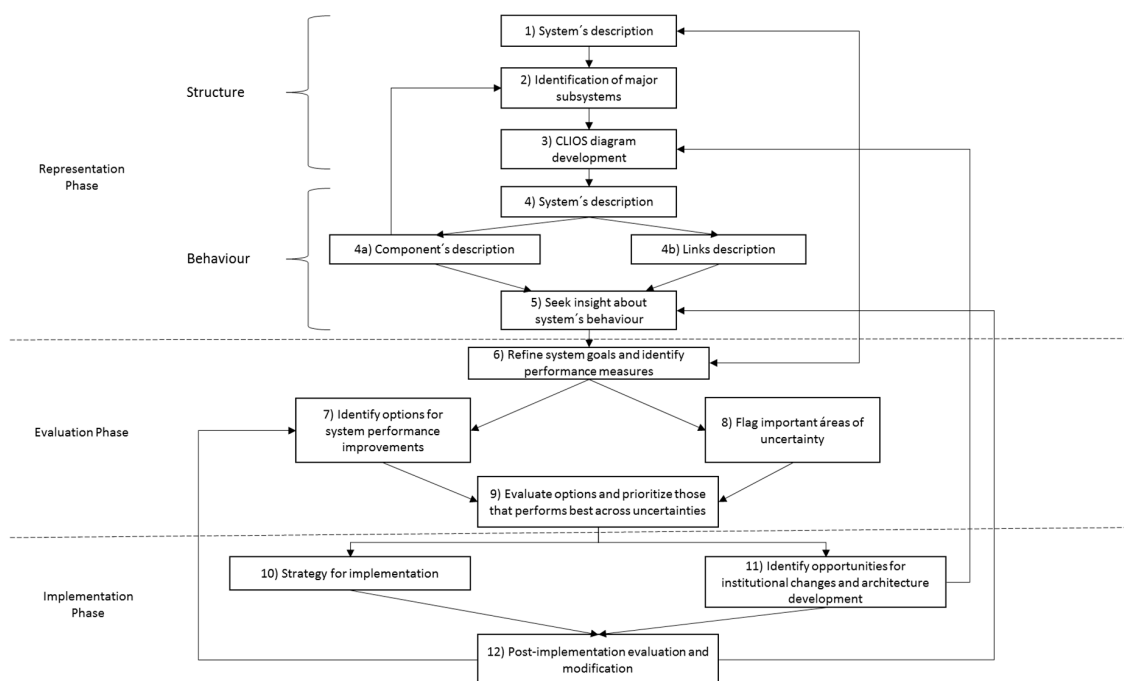 1) System´s description
2) Identification of major
subsystems
Structure
3) CLIOS diagram
development
Representation
Phase
4) System´s description
4a) Component´s description
4b) Links description
Behaviour
5) Seek insight about
system´s behaviour
6) Refine system goals and identify
performance measures
7) Identify options for
system performance
improvements
8) Flag important áreas of
uncertainty
Evaluation Phase
9) Evaluate options and prioritize those
that performs best across uncertainties
10) Strategy for implementation
11) Identify opportunities for
institutional changes and architecture
development
Implementation
Phase
12) Post-implementation evaluation and
modification